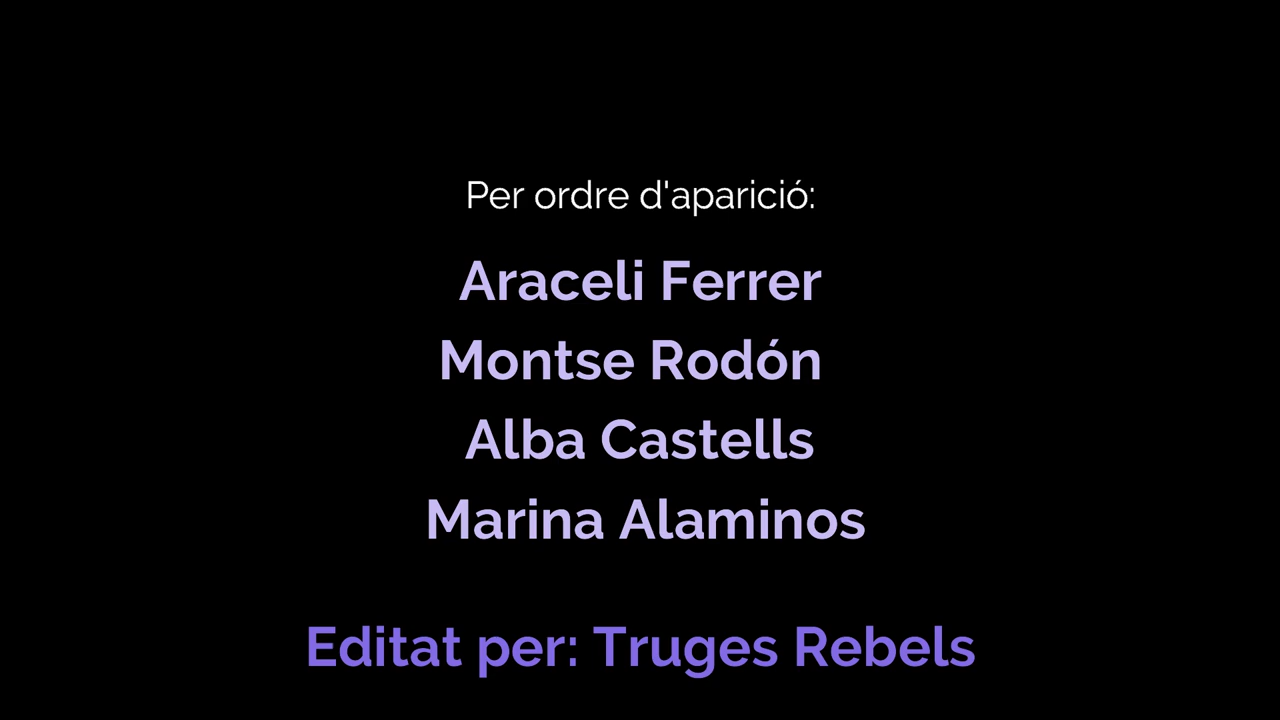 Per ordre d'aparició:
Araceli Ferrer
Montse Rodón
Alba Castells
Marina Alaminos
Editat per: Truges Rebels